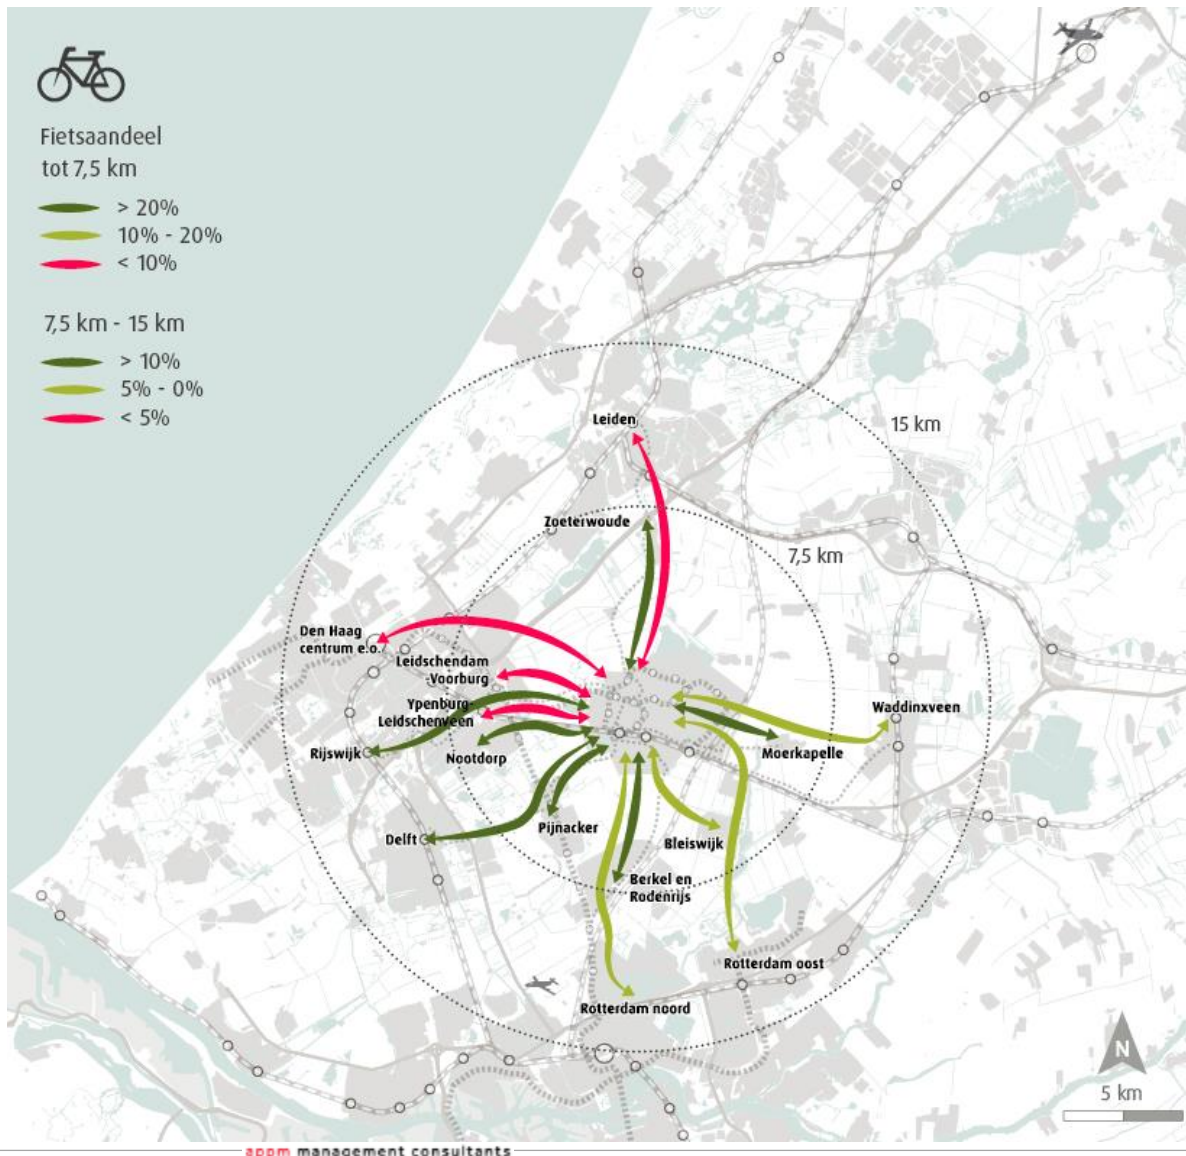 Fietsaandeel
tot 7,5 km
> 20%
10% - 20%
< 10%
7,5 km - 15 km
> 10%
5% - 0%
< 5%
15 km
Leiden
Zoeterwoude
7,5 km
Den Haag
centrum e.o.
Leidschendam
-Voorburg
Ypenburg-
Leidschenveen
Waddinxveen
Rijswijk
Nootdorp
Moerkapelle
Pijnacker
Delft
Bleiswijk
Berkel en
Rodenrijs
Rotterdam oost
Rotterdam noord
N
5 km
appm management consultants